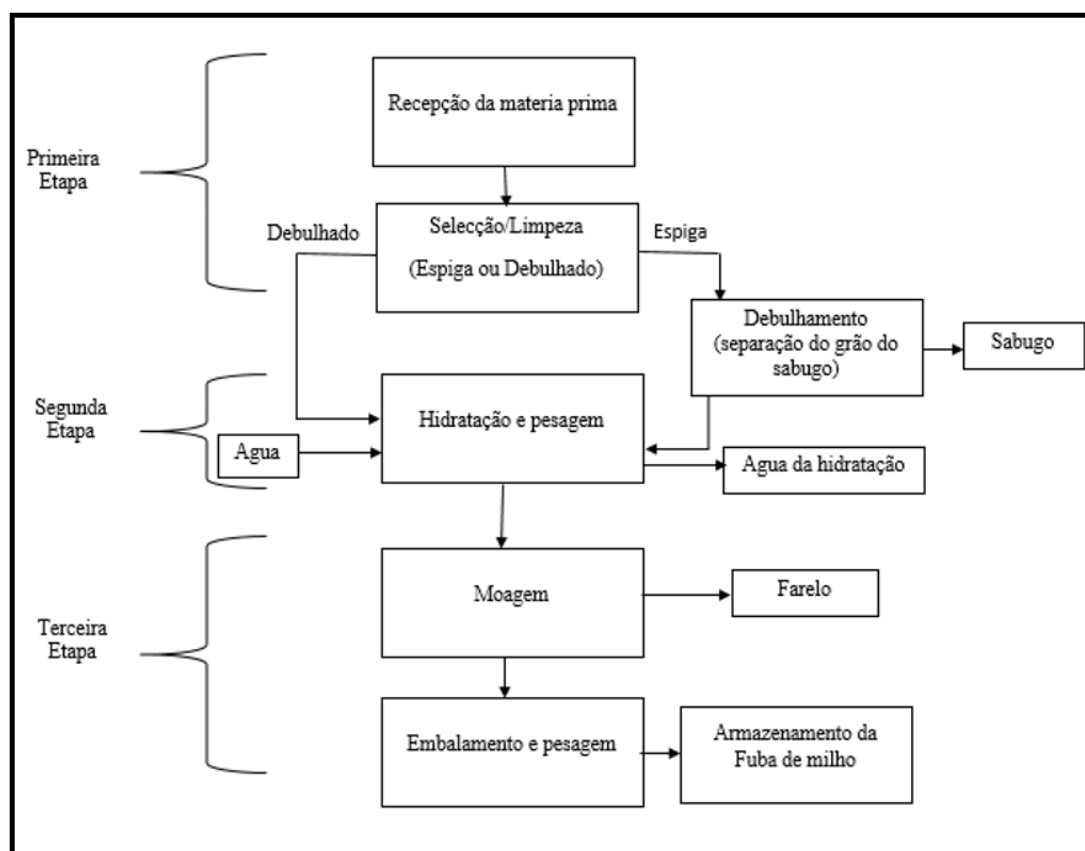 Recepção da materia prima
Primeira
Etapa
Debulhado
Selecção/Limpeza
(Espiga ou Debulhado)
Espiga
Debulhamento
(separação do grão do
sabugo)
Sabugo
Segunda
Etapa
Hidratação e pesagem
Agua
Agua da hidratação
Moagem
Farelo
Terceira
Etapa
Embalamento e pesagem
Armazenamento da
Fuba de milho